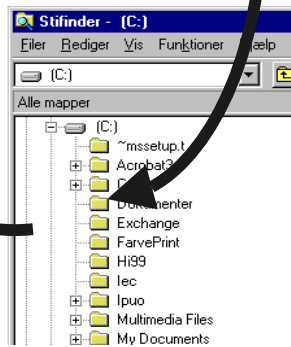 Stifinder - (C:)
Filer Rediger Vis Funktioner
(C:)
Alle mapper
(C:)
~mssetup.t
Acrobat3
Dokumenter
Exchange
FarvePrint
Hi99
Iec
Ipuo
Multimedia Files
My Documents